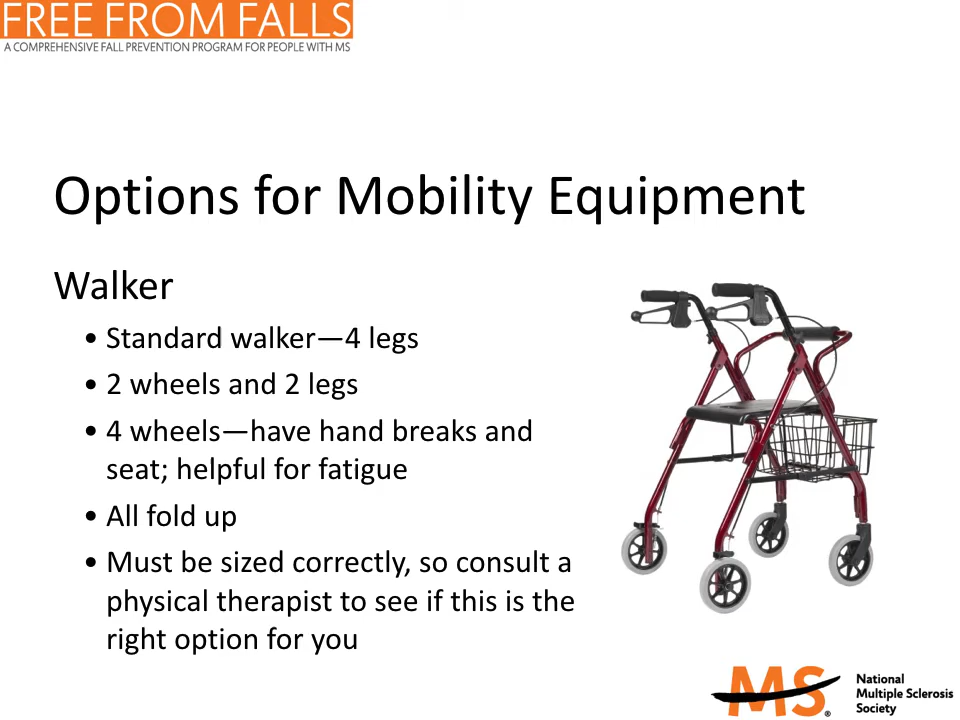 FREE FROM FALLS
A COMPREHENSIVE FALL PREVENTION PROGRAM FOR PEOPLE WITH MS
Options for Mobility Equipment
Walker
• Standard walker—4 legs
• 2 wheels and 2 legs
• 4 wheels—have hand breaks and
seat; helpful for fatigue
• All fold up
• Must be sized correctly, so consult a
physical therapist to see if this is the
right option for you
MS®
National
Multiple Sclerosis
Society